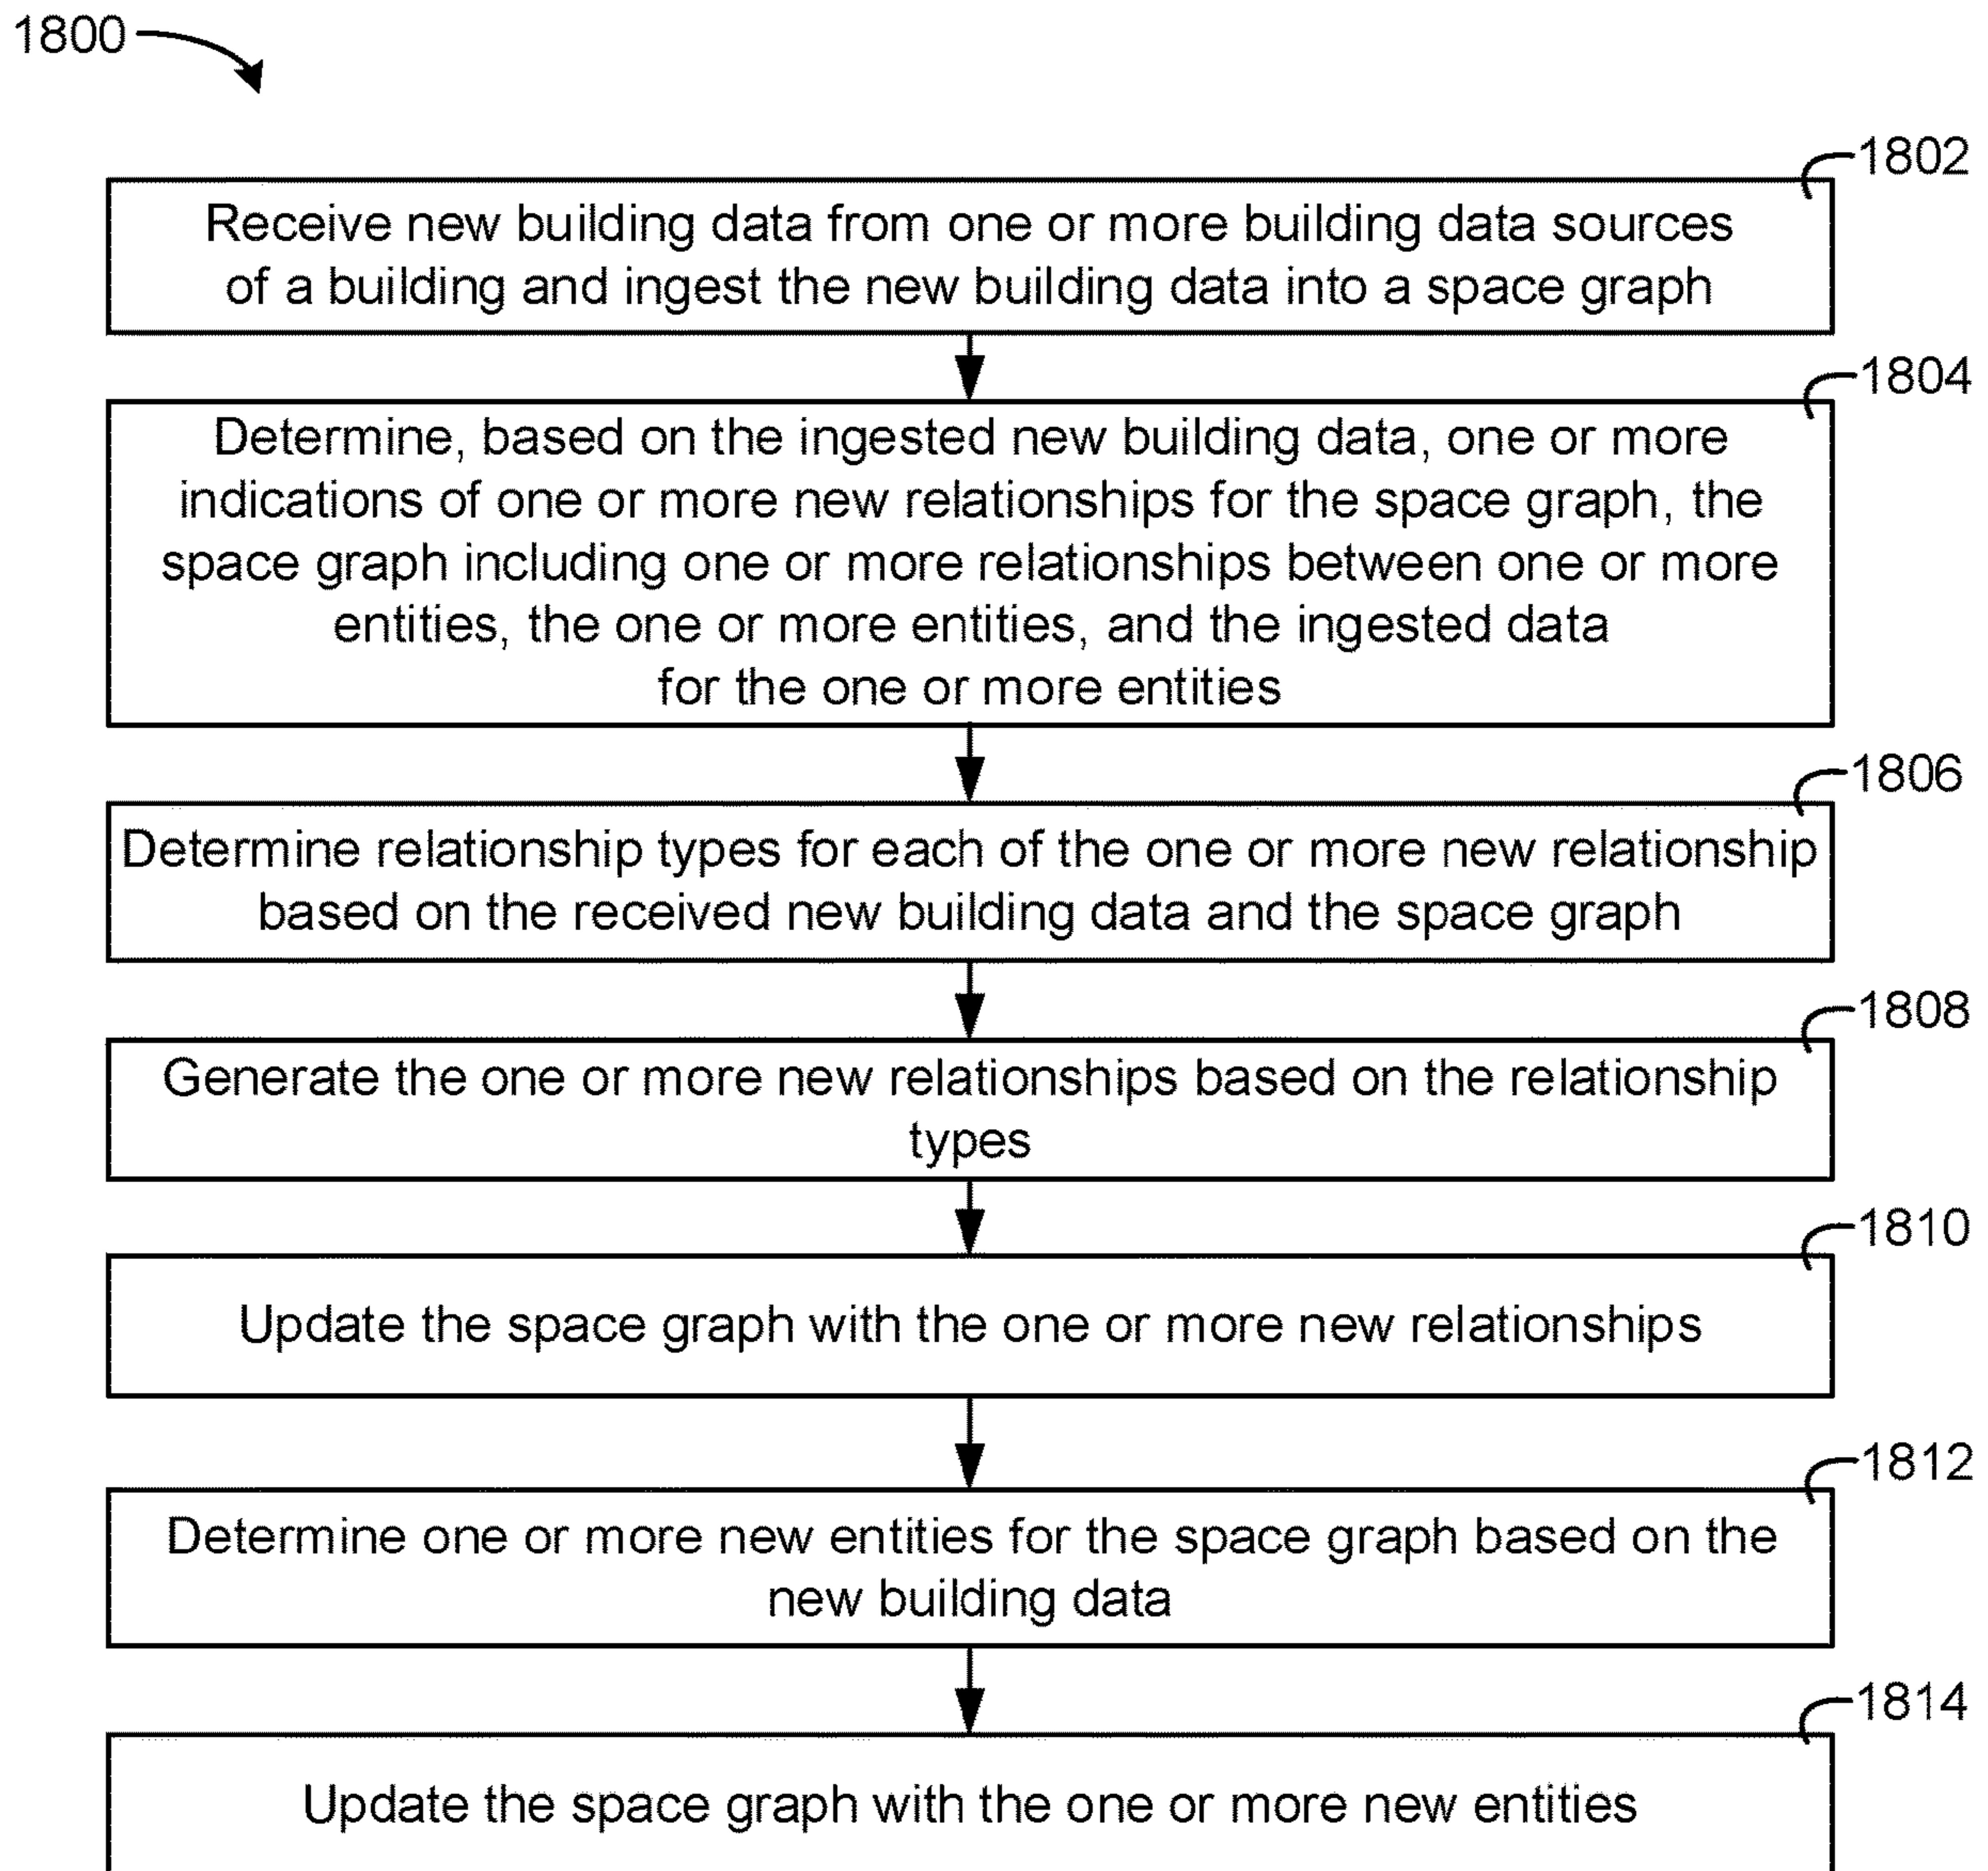 1800
1802
Receive new building data from one or more building data sources
of a building and ingest the new building data into a space graph
1804
Determine, based on the ingested new building data, one or more
indications of one or more new relationships for the space graph, the
space graph including one or more relationships between one or more
entities, the one or more entities, and the ingested data
for the one or more entities
1806
Determine relationship types for each of the one or more new relationship
based on the received new building data and the space graph
1808
Generate the one or more new relationships based on the relationship
types
1810
Update the space graph with the one or more new relationships
1812
Determine one or more new entities for the space graph based on the
new building data
1814
Update the space graph with the one or more new entities